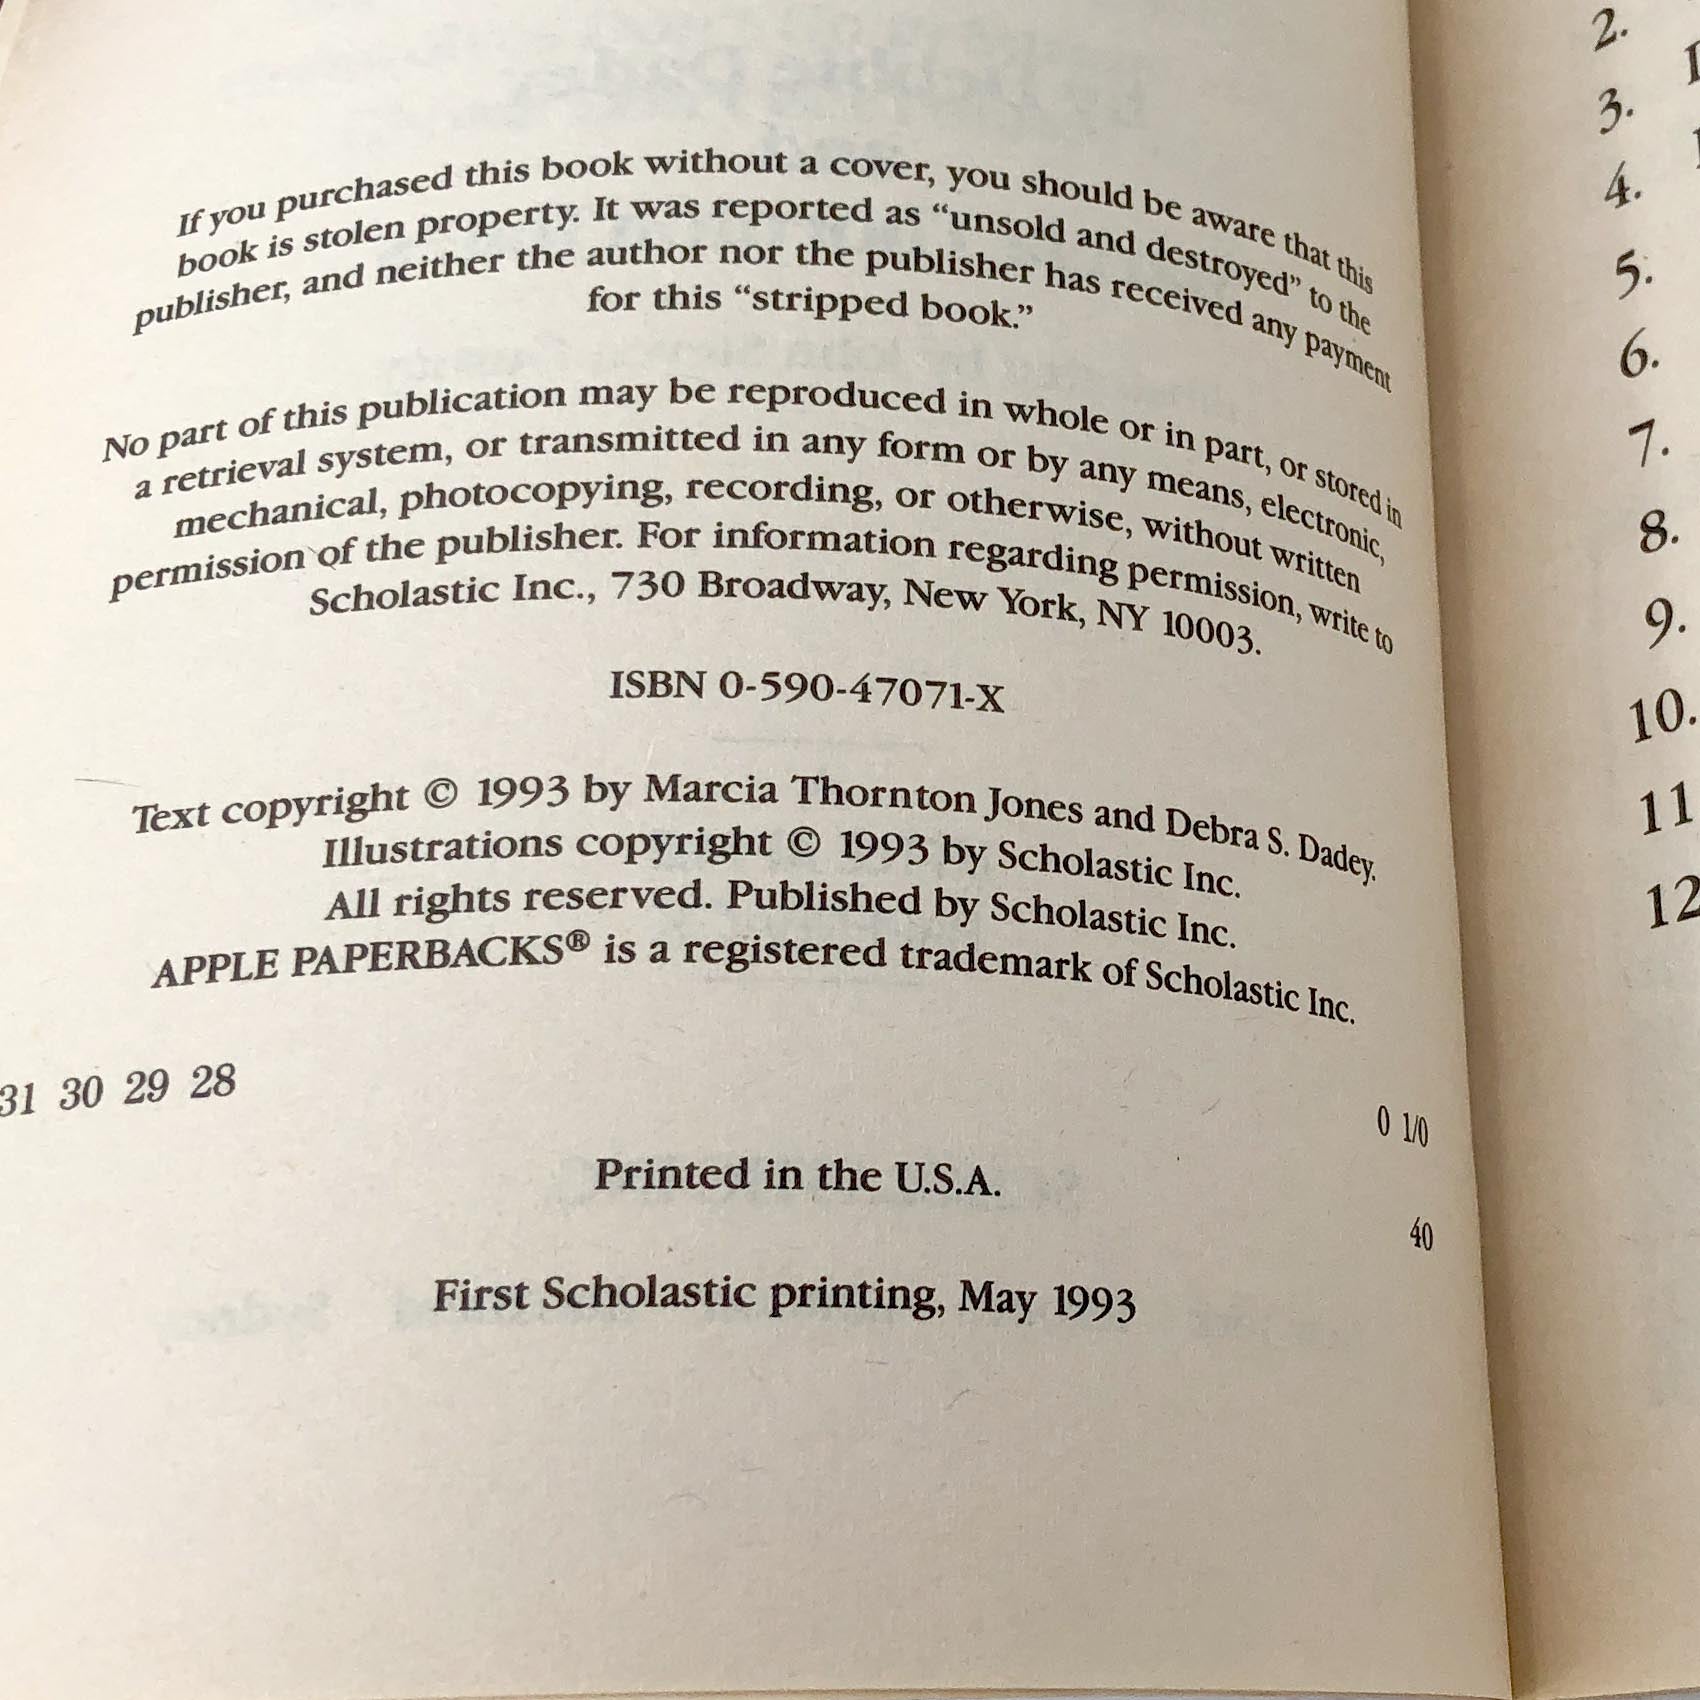 If you purchased this book without a cover, you should be aware that this
book is stolen property. It was reported as “unsold and destroyed” to the
publisher, and neither the author nor the publisher has received any payment
for this “stripped book.”
No part of this publication may be reproduced in whole or in part, or stored in
a retrieval system, or transmitted in any form or by any means, electronic,
mechanical, photocopying, recording, or otherwise, without written
permission of the publisher. For information regarding permission, write to
Scholastic Inc., 730 Broadway, New York, NY 10003.
ISBN 0-590-47071-X
Text copyright © 1993 by Marcia Thornton Jones and Debra S. Dadey.
Illustrations copyright © 1993 by Scholastic Inc.
All rights reserved. Published by Scholastic Inc.
APPLE PAPERBACKS® is a registered trademark of Scholastic Inc.
31 30 29 28 0 1/0
Printed in the U.S.A. 40
First Scholastic printing, May 1993
2.
3.
4.
5.
6.
7.
8.
9.
10.
11
12